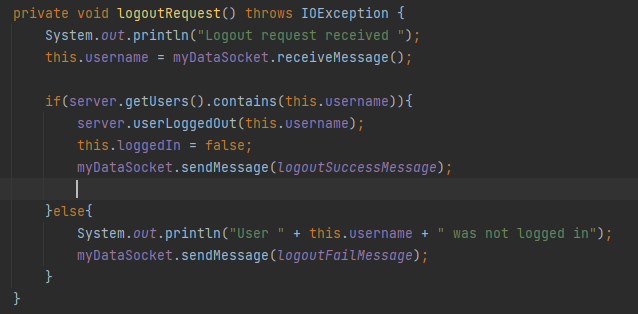 private void logoutRequest() throws IOException {
System.out.println("Logout request received ");
this.username = myDataSocket.receiveMessage();
if(server.getUsers().contains(this.username)){
server.userLoggedOut(this.username);
this.loggedIn = false;
myDataSocket.sendMessage(logoutSuccessMessage);
}else{
System.out.println("User " + this.username + " was not logged in");
myDataSocket.sendMessage(logoutFailMessage);
}
}